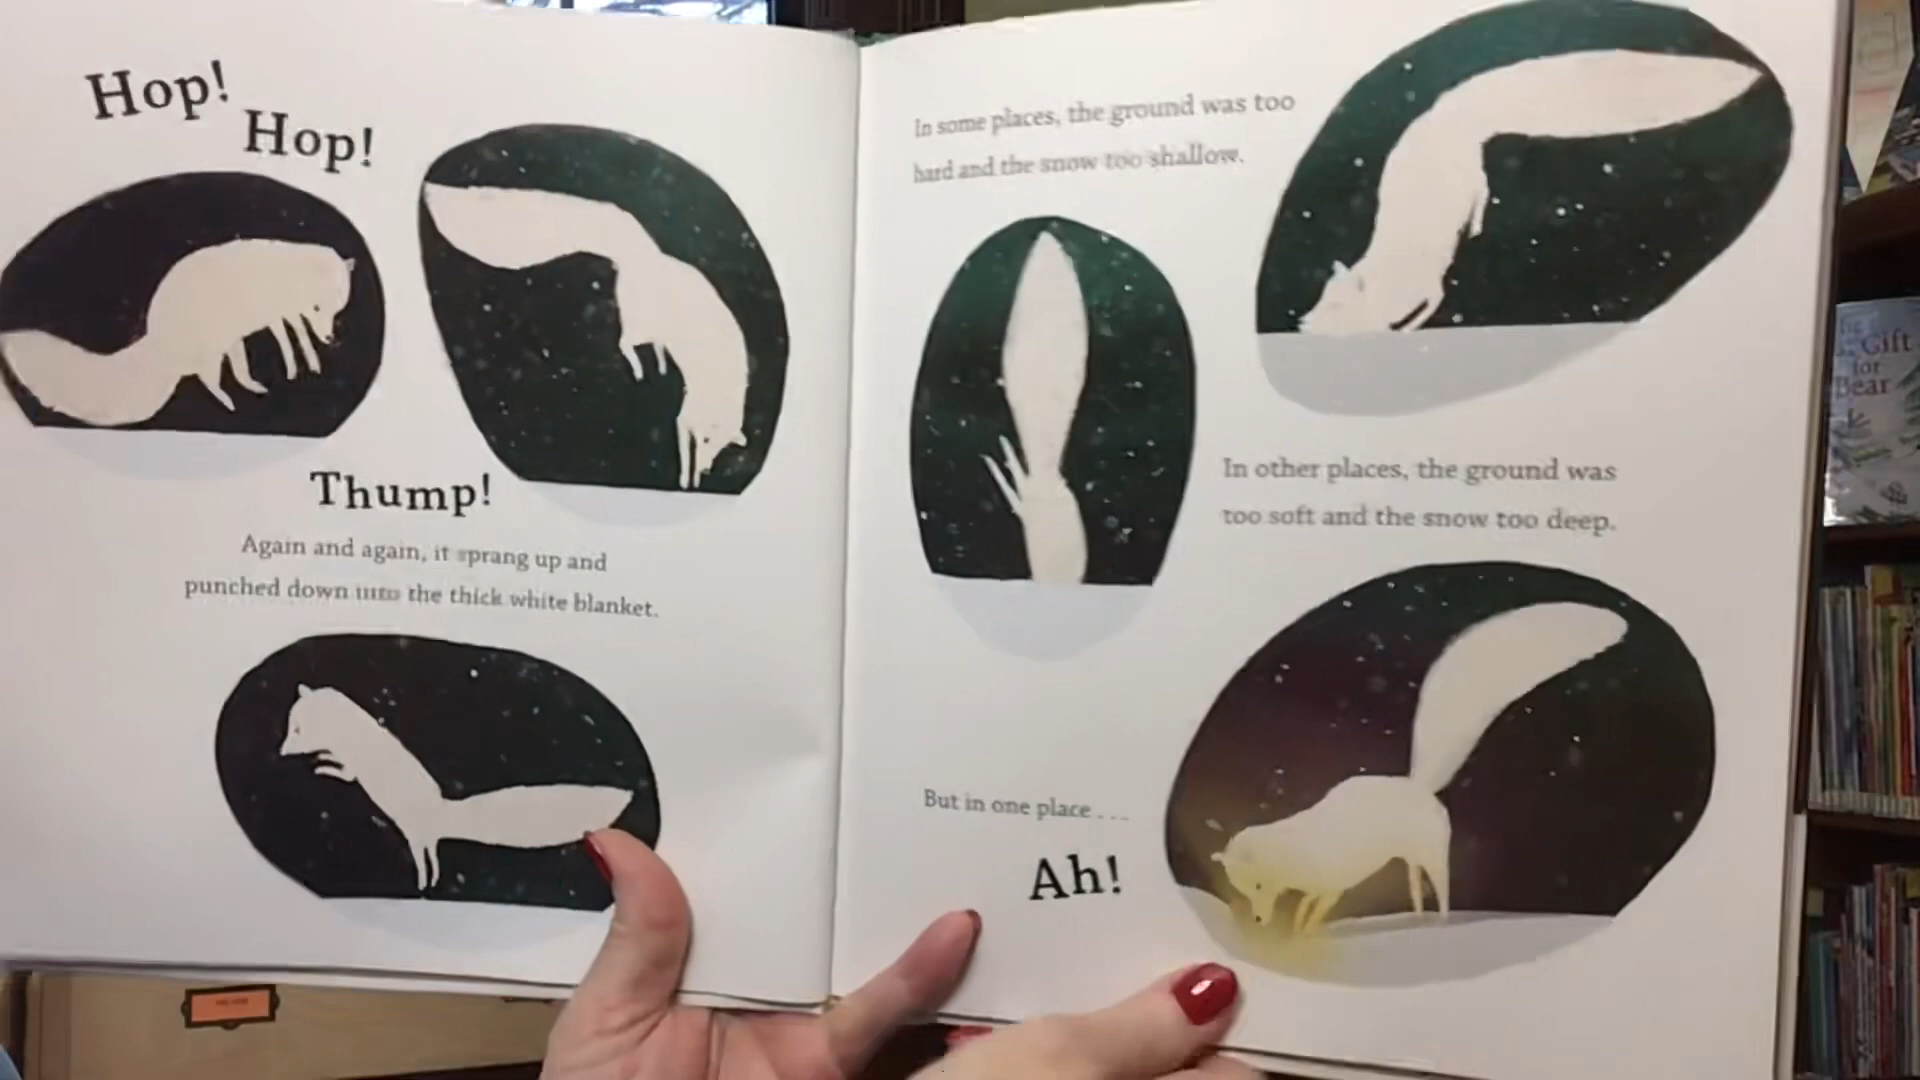 Hop!
Hop!
Thump!
Again and again, it sprang up and
punched down into the thick white blanket.
In some places, the ground was too
hard and the snow too shallow.
In other places, the ground was
too soft and the snow too deep.
But in one place . . . .
Ah!
Gift
for
Bear